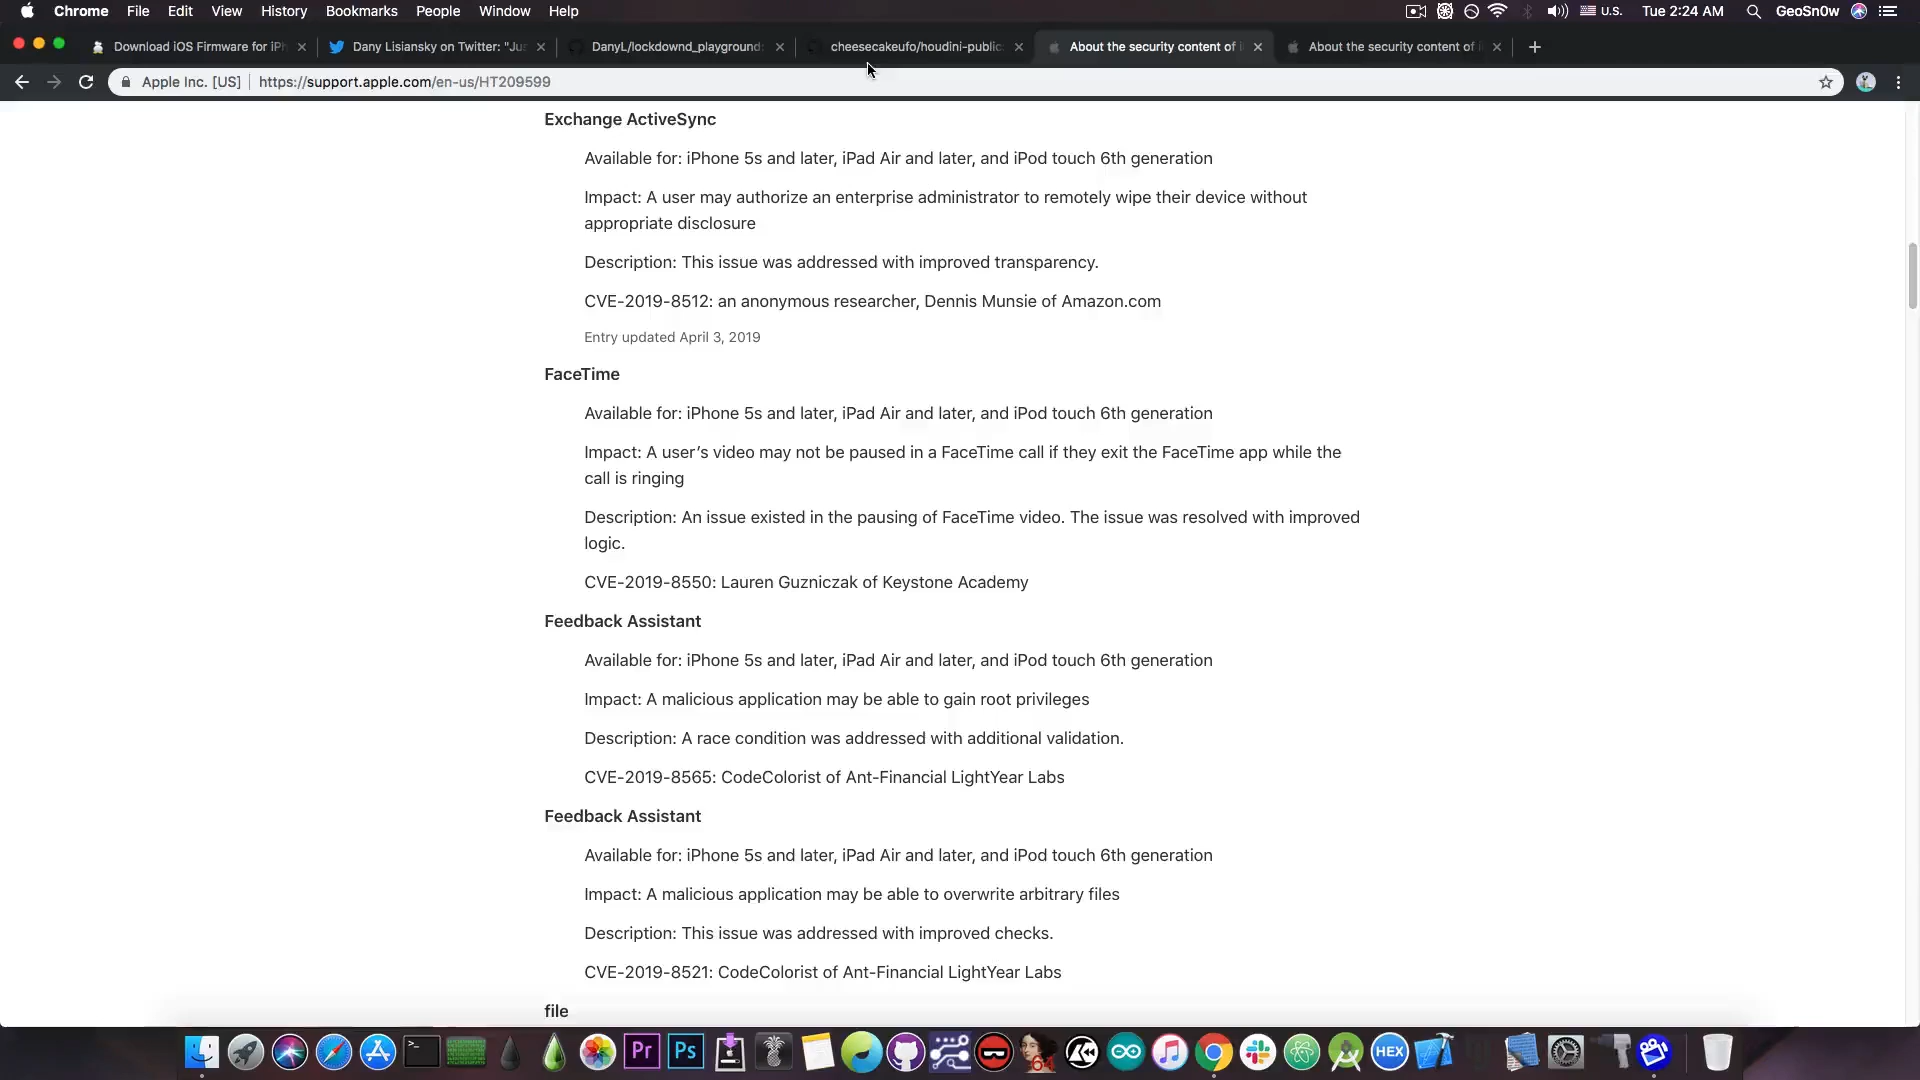 Chrome File Edit View History Bookmarks People Window Help U.S. Tue 2:24 AM GeoSn0w
Download iOS Firmware for iPh Dany Lisiansky on Twitter: "Jus DanyL/lockdownd_playground: cheesecakeufo/houdini-public: About the security content of i About the security content of i
Apple Inc. [US] https://support.apple.com/en-us/HT209599
Exchange ActiveSync
Available for: iPhone 5s and later, iPad Air and later, and iPod touch 6th generation
Impact: A user may authorize an enterprise administrator to remotely wipe their device without
appropriate disclosure
Description: This issue was addressed with improved transparency.
CVE-2019-8512: an anonymous researcher, Dennis Munsie of Amazon.com
Entry updated April 3, 2019
FaceTime
Available for: iPhone 5s and later, iPad Air and later, and iPod touch 6th generation
Impact: A user’s video may not be paused in a FaceTime call if they exit the FaceTime app while the
call is ringing
Description: An issue existed in the pausing of FaceTime video. The issue was resolved with improved
logic.
CVE-2019-8550: Lauren Guzniczak of Keystone Academy
Feedback Assistant
Available for: iPhone 5s and later, iPad Air and later, and iPod touch 6th generation
Impact: A malicious application may be able to gain root privileges
Description: A race condition was addressed with additional validation.
CVE-2019-8565: CodeColorist of Ant-Financial LightYear Labs
Feedback Assistant
Available for: iPhone 5s and later, iPad Air and later, and iPod touch 6th generation
Impact: A malicious application may be able to overwrite arbitrary files
Description: This issue was addressed with improved checks.
CVE-2019-8521: CodeColorist of Ant-Financial LightYear Labs
file
Pr Ps 64 HEX